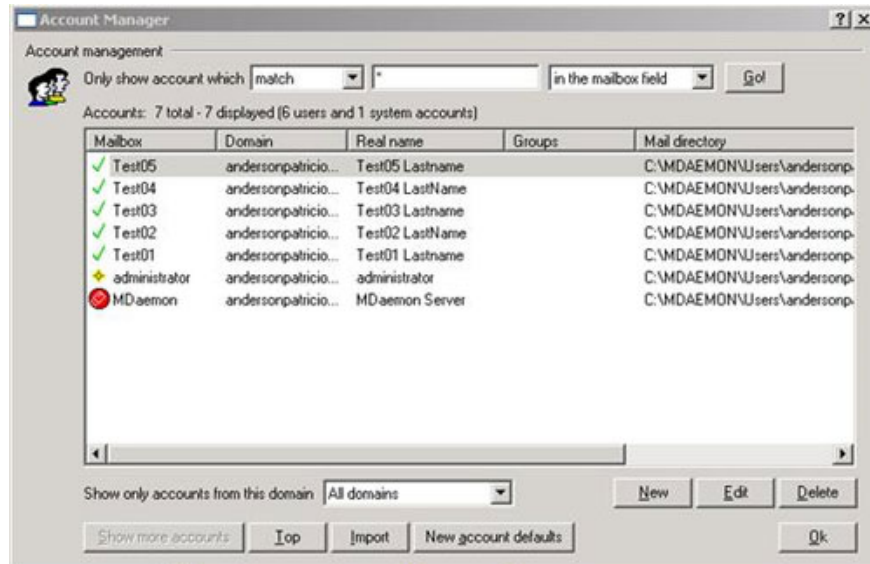 Account Manager
Account management
Only show account which match * in the mailbox field Go!
Accounts: 7 total - 7 displayed (6 users and 1 system accounts)
Mailbox Domain Real name Groups Mail directory
Test05 andersonpatricio... Test05 Lastname C:\MDAEMON\Users\andersonp
Test04 andersonpatricio... Test04 LastName C:\MDAEMON\Users\andersonp
Test03 andersonpatricio... Test03 Lastname C:\MDAEMON\Users\andersonp
Test02 andersonpatricio... Test02 LastName C:\MDAEMON\Users\andersonp
Test01 andersonpatricio... Test01 Lastname C:\MDAEMON\Users\andersonp
administrator andersonpatricio... administrator C:\MDAEMON\Users\andersonp
MDaemon andersonpatricio... MDaemon Server C:\MDAEMON\Users\andersonp
Show only accounts from this domain All domains New Edit Delete
Show more accounts Top Import New account defaults Ok